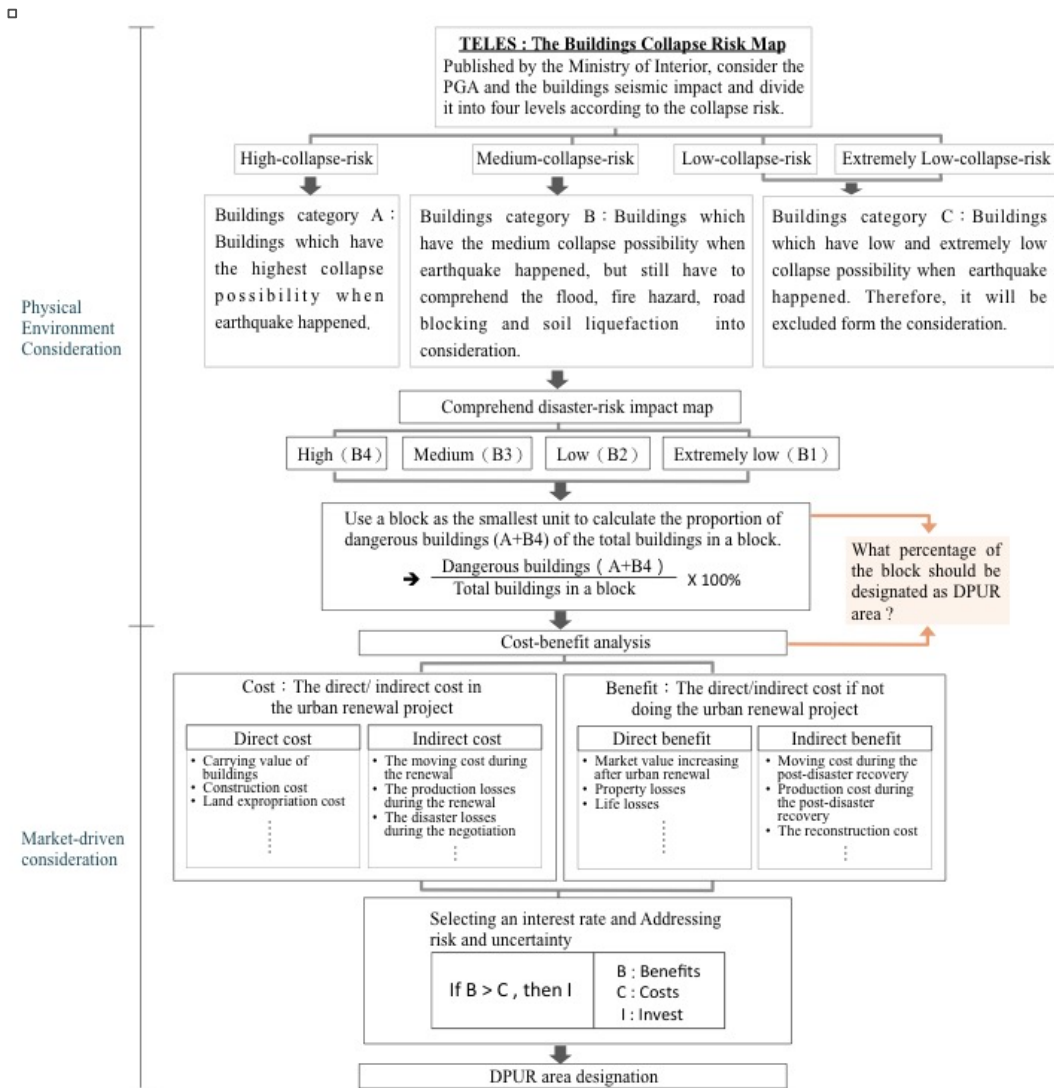 TELES : The Buildings Collapse Risk Map
Published by the Ministry of Interior, consider the
PGA and the buildings seismic impact and divide
it into four levels according to the collapse risk.
High-collapse-risk
Medium-collapse-risk
Low-collapse-risk
Extremely Low-collapse-risk
Buildings category A：
Buildings which have
the highest collapse
possibility when
earthquake happened.
Buildings category B：Buildings which
have the medium collapse possibility when
earthquake happened, but still have to
comprehend the flood, fire hazard, road
blocking and soil liquefaction into
consideration.
Buildings category C：Buildings
which have low and extremely low
collapse possibility when earthquake
happened. Therefore, it will be
excluded form the consideration.
Physical
Environment
Consideration
Comprehend disaster-risk impact map
High（B4）
Medium（B3）
Low（B2）
Extremely low（B1）
Use a block as the smallest unit to calculate the proportion of
dangerous buildings (A+B4) of the total buildings in a block.
➔ Dangerous buildings（A+B4）
Total buildings in a block
X 100%
What percentage of
the block should be
designated as DPUR
area？
Cost-benefit analysis
Cost：The direct/ indirect cost in
the urban renewal project
Direct cost
• Carrying value of
buildings
• Construction cost
• Land expropriation cost
Indirect cost
• The moving cost during
the renewal
• The production losses
during the renewal
• The disaster losses
during the negotiation
Benefit：The direct/indirect cost if not
doing the urban renewal project
Direct benefit
• Market value increasing
after urban renewal
• Property losses
• Life losses
Indirect benefit
• Moving cost during the
post-disaster recovery
• Production cost during
the post-disaster
recovery
• The reconstruction cost
Market-driven
consideration
Selecting an interest rate and Addressing
risk and uncertainty
If B > C , then I
B : Benefits
C : Costs
I : Invest
DPUR area designation